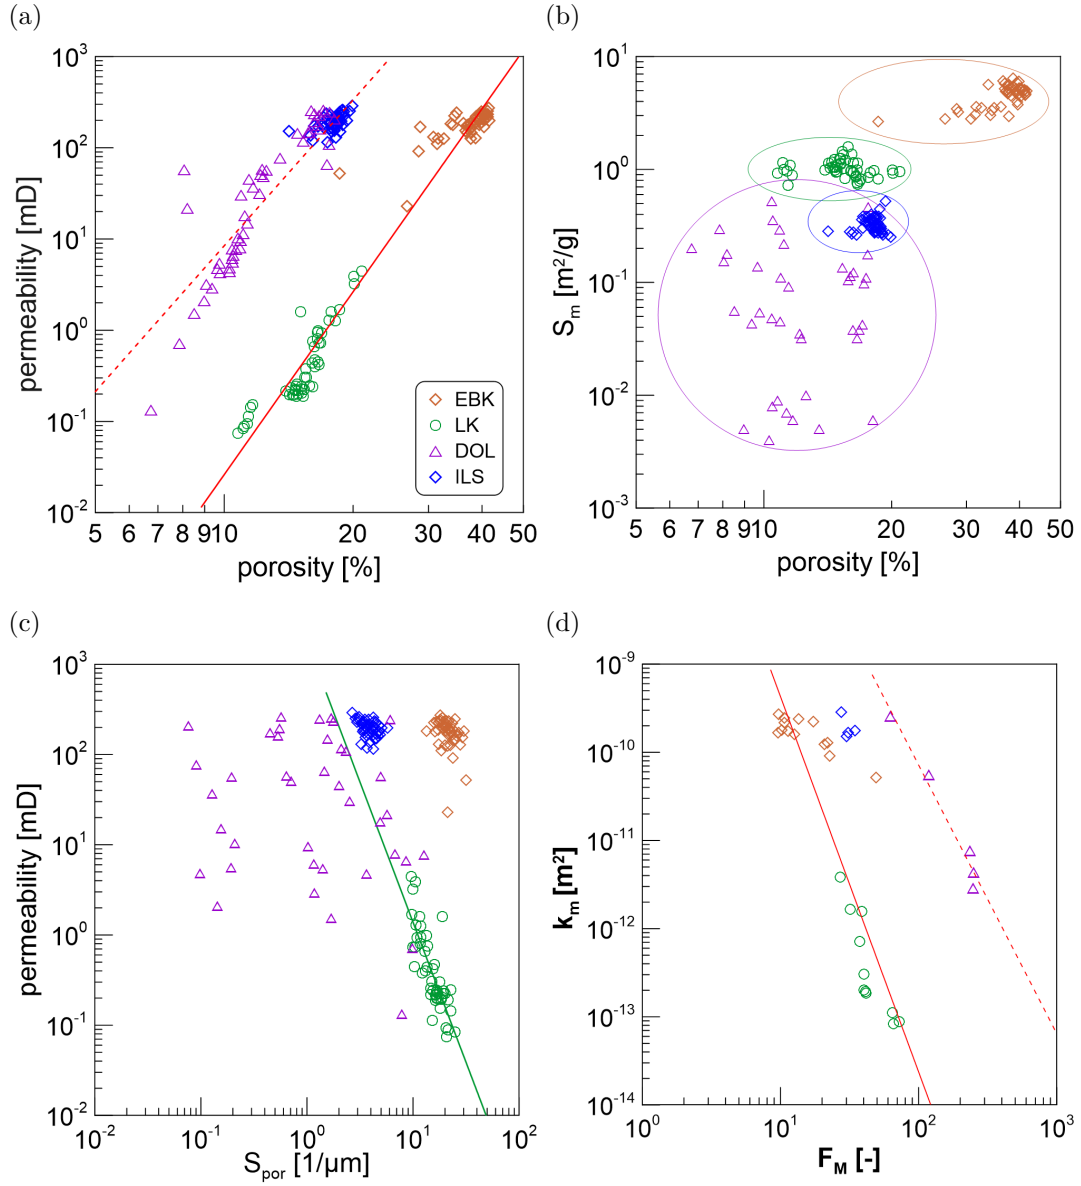 (a)
10³
10²
10¹
10⁰
10⁻¹
10⁻²
permeability [mD]
5 6 7 8 910 20 30 40 50
porosity [%]
EBK
LK
DOL
ILS
(b)
10¹
10⁰
10⁻¹
10⁻²
10⁻³
Sₘ [m²/g]
5 6 7 8 910 20 30 40 50
porosity [%]
(c)
10³
10²
10¹
10⁰
10⁻¹
10⁻²
permeability [mD]
10⁻² 10⁻¹ 10⁰ 10¹ 10²
Spor [1/µm]
(d)
10⁻⁹
10⁻¹⁰
10⁻¹¹
10⁻¹²
10⁻¹³
10⁻¹⁴
kₘ [m²]
10⁰ 10¹ 10² 10³
FM [-]